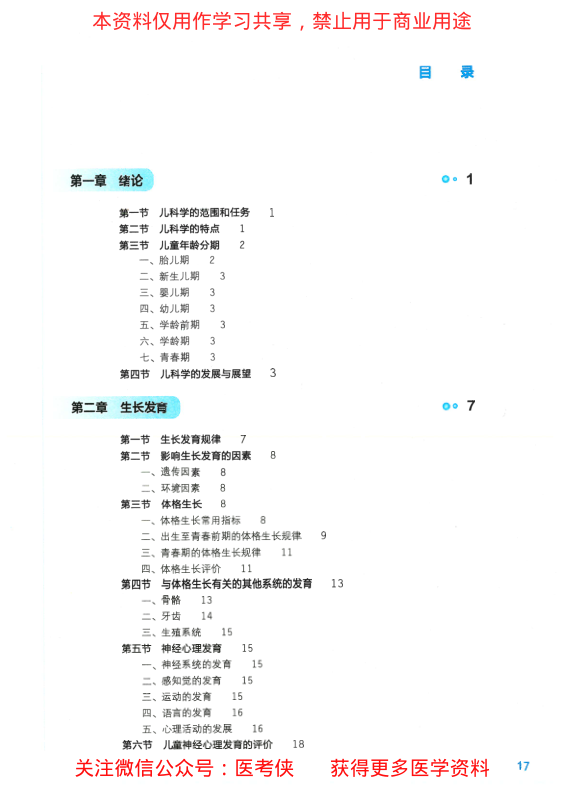 本资料仅用作学习共享，禁止用于商业用途
目 录
第一章 绪论 1
第一节 儿科学的范围和任务 1
第二节 儿科学的特点 1
第三节 儿童年龄分期 2
一、胎儿期 2
二、新生儿期 3
三、婴儿期 3
四、幼儿期 3
五、学龄前期 3
六、学龄期 3
七、青春期 3
第四节 儿科学的发展与展望 3
第二章 生长发育 7
第一节 生长发育规律 7
第二节 影响生长发育的因素 8
一、遗传因素 8
二、环境因素 8
第三节 体格生长 8
一、体格生长常用指标 8
二、出生至青春前期的体格生长规律 9
三、青春期的体格生长规律 11
四、体格生长评价 11
第四节 与体格生长有关的其他系统的发育 13
一、骨骼 13
二、牙齿 14
三、生殖系统 15
第五节 神经心理发育 15
一、神经系统的发育 15
二、感知觉的发育 15
三、运动的发育 15
四、语言的发育 16
五、心理活动的发展 16
第六节 儿童神经心理发育的评价 18
关注微信公众号：医考侠 获得更多医学资料
17